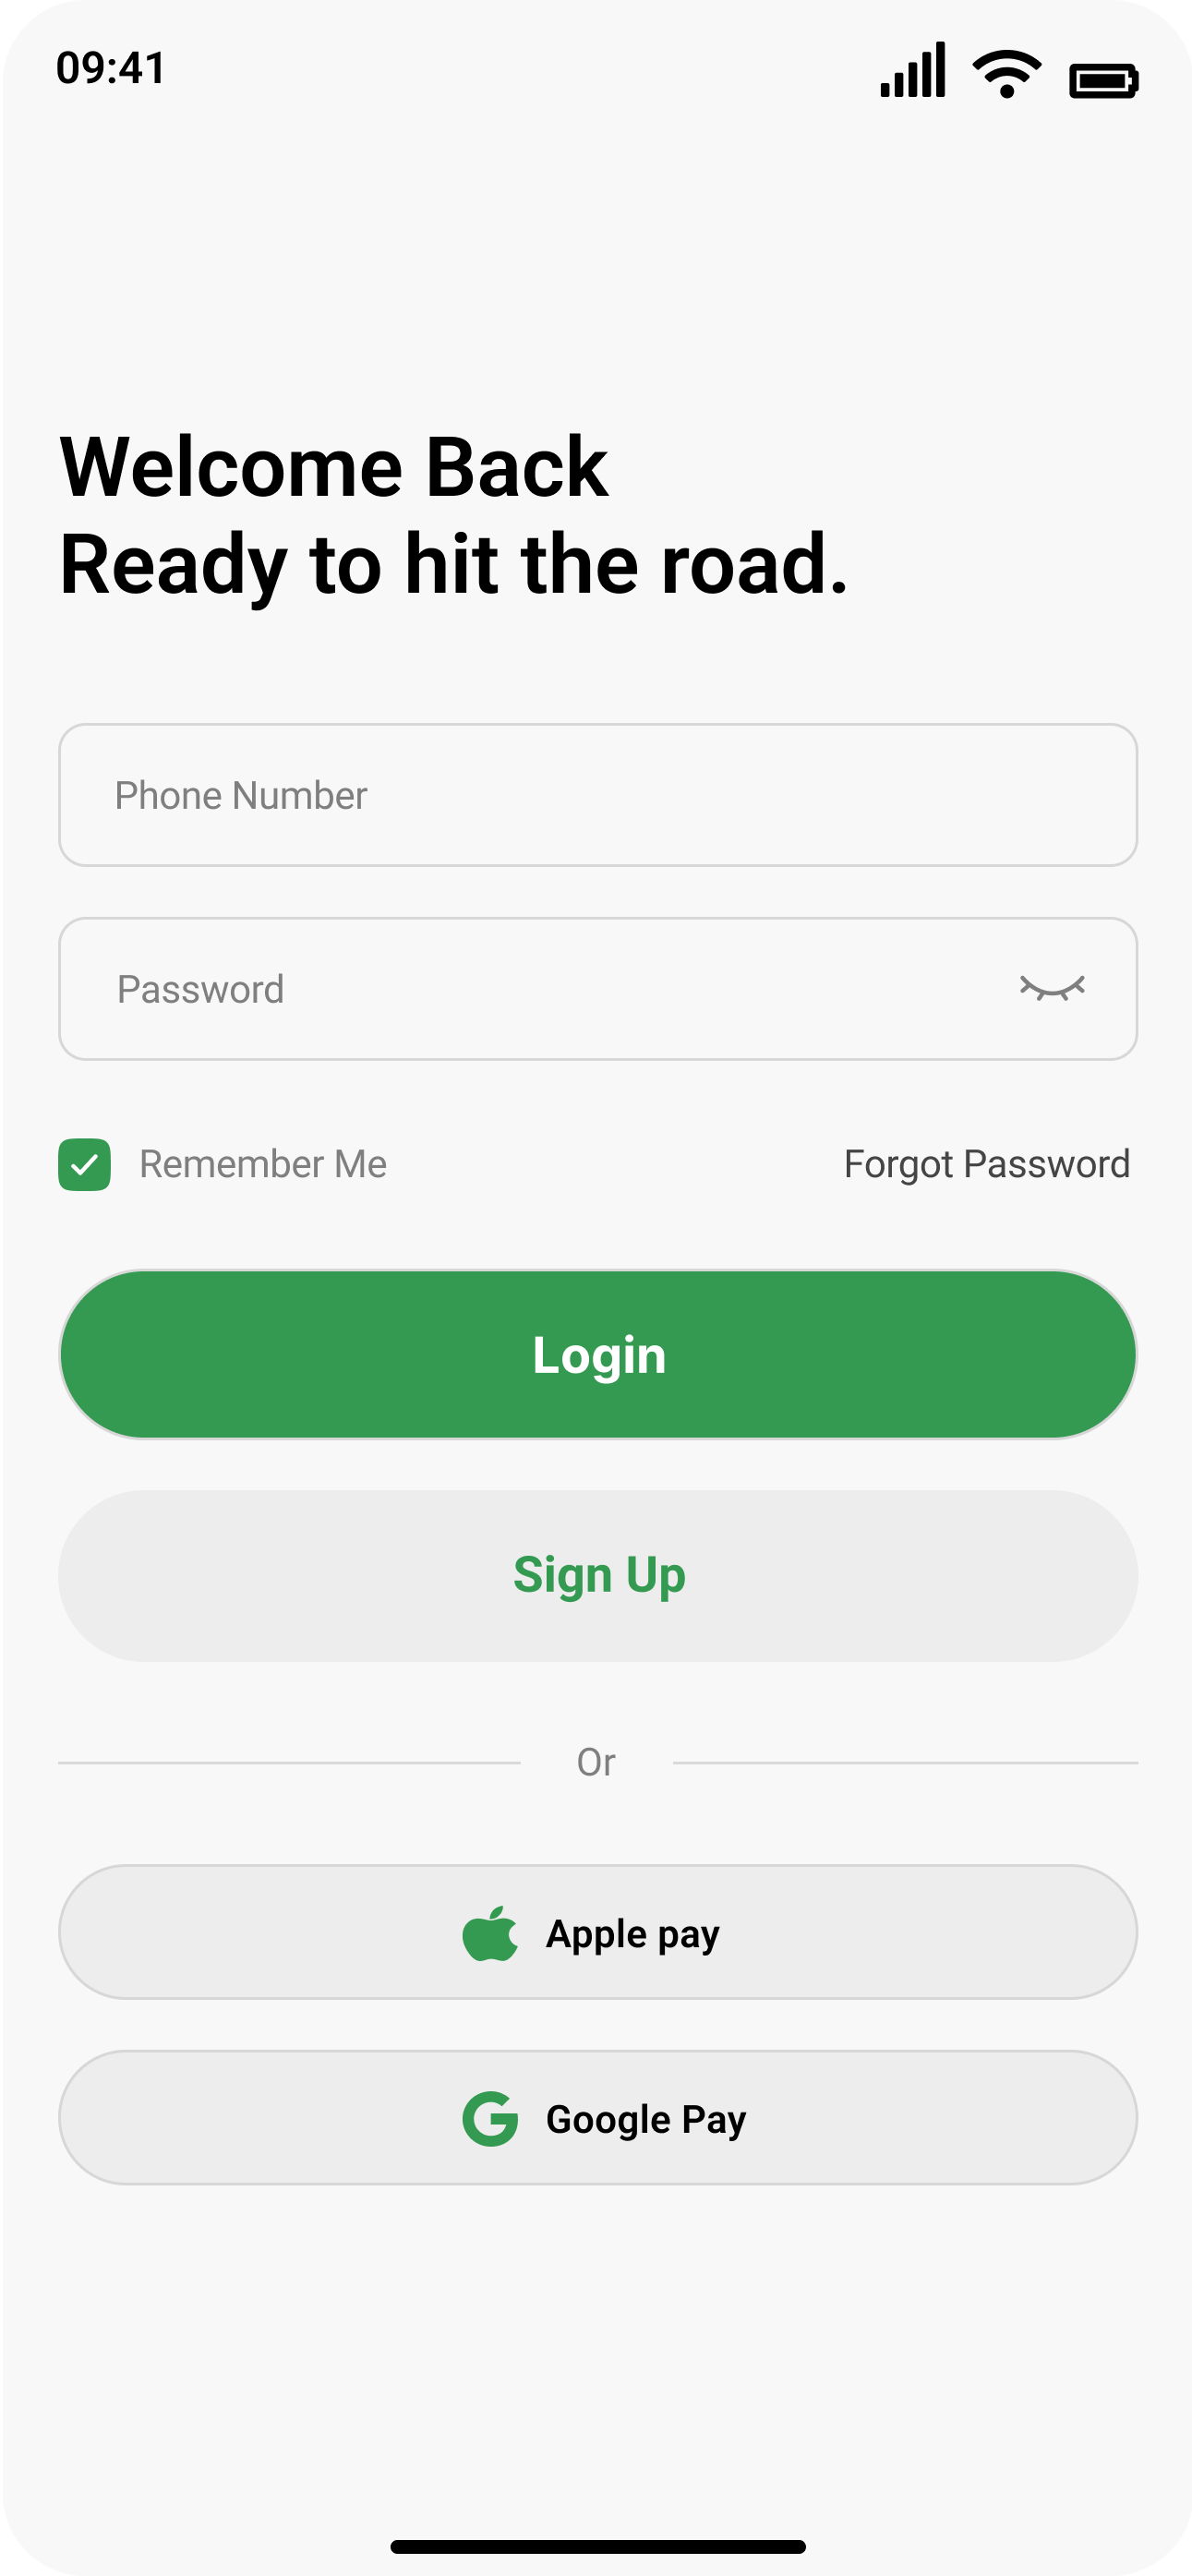 09:41
Welcome Back
Ready to hit the road.
Phone Number
Password
Remember Me
Forgot Password
Login
Sign Up
Or
Apple pay
Google Pay